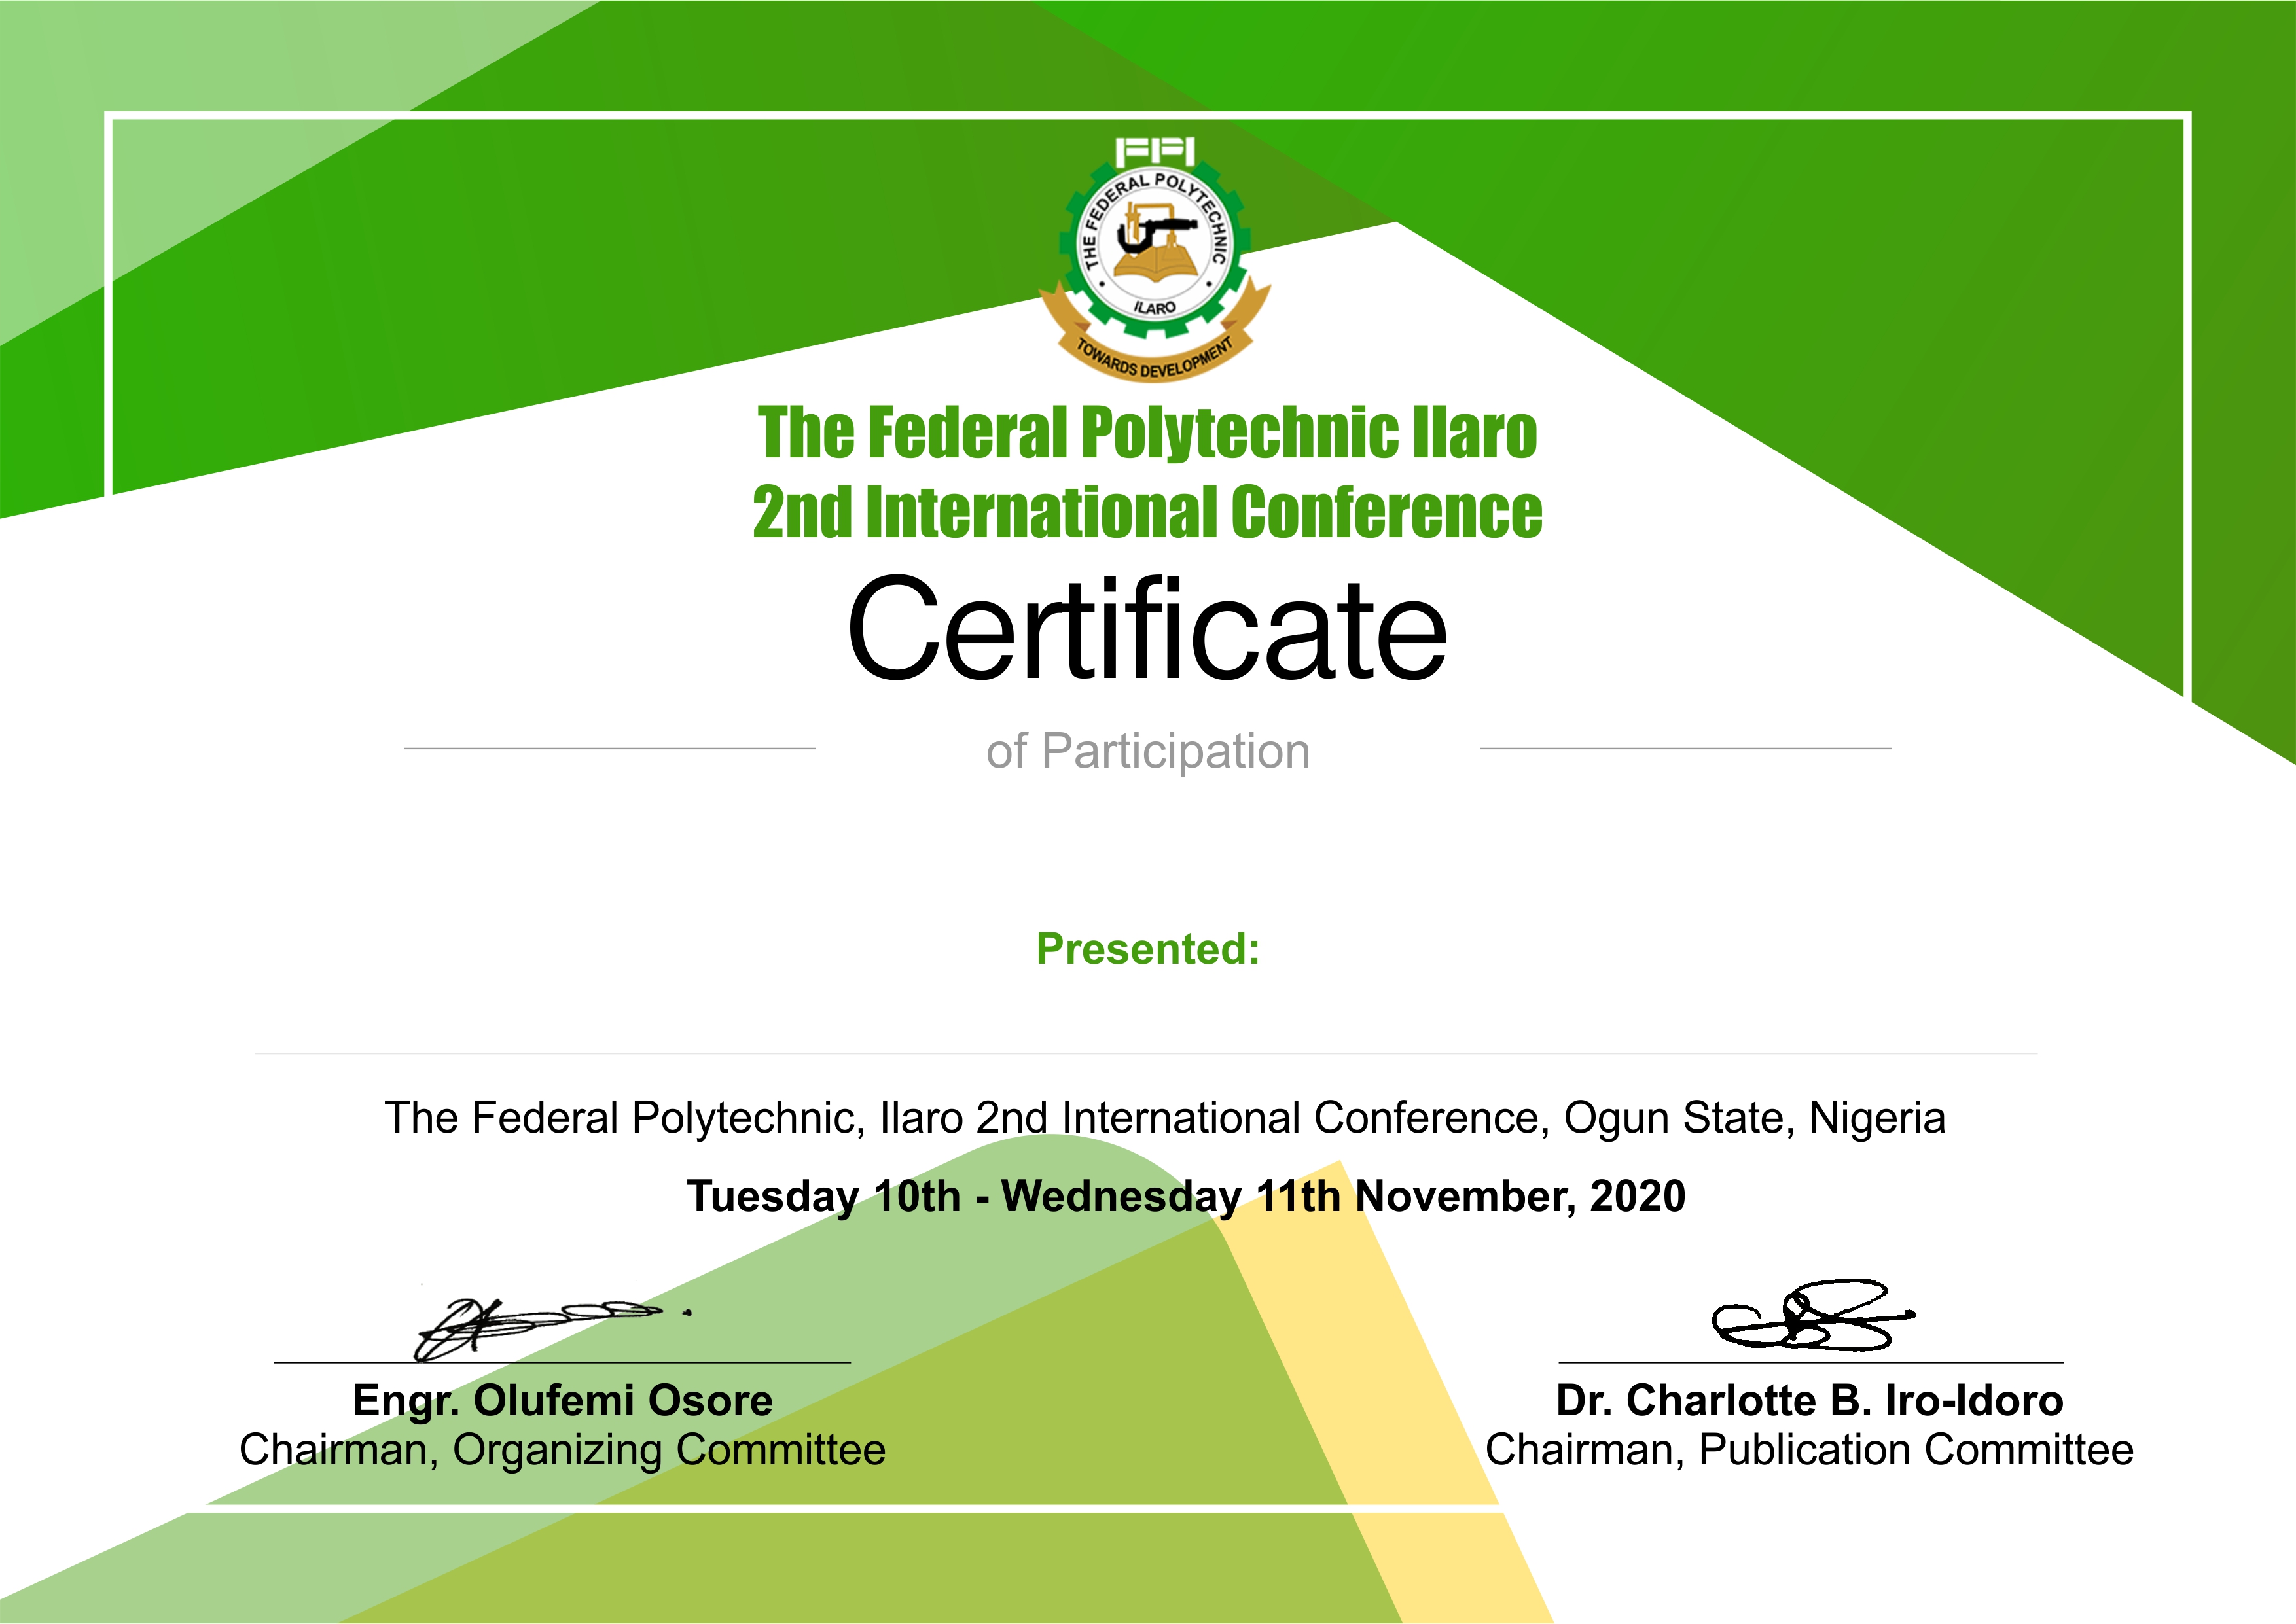 FPI
THE FEDERAL POLYTECHNIC
ILARO
TOWARDS DEVELOPMENT
The Federal Polytechnic Ilaro
2nd International Conference
Certificate
of Participation
Presented:
The Federal Polytechnic, Ilaro 2nd International Conference, Ogun State, Nigeria
Tuesday 10th - Wednesday 11th November, 2020
Engr. Olufemi Osore
Chairman, Organizing Committee
Dr. Charlotte B. Iro-Idoro
Chairman, Publication Committee